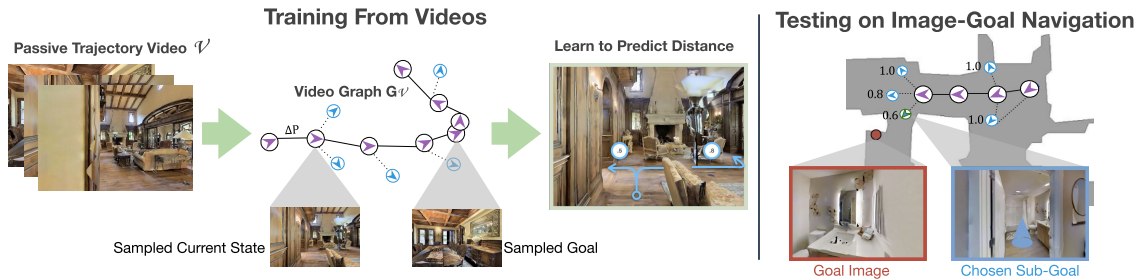 Training From Videos
Passive Trajectory Video 𝒱
Video Graph G𝒱
ΔP
Sampled Current State
Sampled Goal
Learn to Predict Distance
.8
Testing on Image-Goal Navigation
1.0
1.0
0.8
0.6
1.0
Goal Image
Chosen Sub-Goal